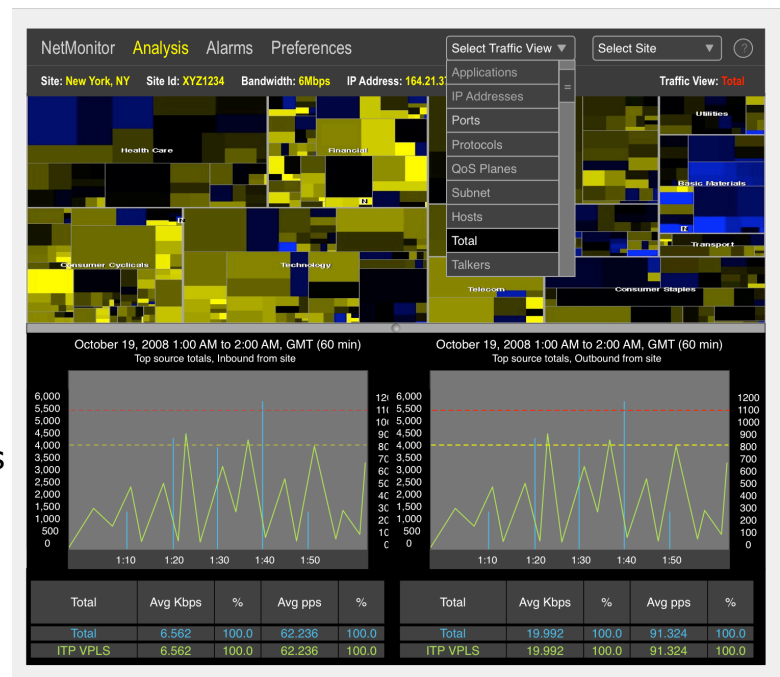 NetMonitor Analysis Alarms Preferences Select Traffic View ▼ Select Site ▼ ?
Site: New York, NY Site Id: XYZ1234 Bandwidth: 6Mbps IP Address: 164.21.3 Traffic View: Total
Applications
IP Addresses
Ports
Protocols
QoS Planes
Subnet
Hosts
Total
Talkers
Health Care
Financial
Utilities
Basic Materials
Consumer Cyclicals
Technology
Transport
Telecom
Consumer Staples
October 19, 2008 1:00 AM to 2:00 AM, GMT (60 min)
Top source totals, Inbound from site
6,000
5,500
5,000
4,500
4,000
3,500
3,000
2,500
2,000
1,500
1,000
500
0
1:10 1:20 1:30 1:40 1:50
October 19, 2008 1:00 AM to 2:00 AM, GMT (60 min)
Top source totals, Outbound from site
6,000
5,500
5,000
4,500
4,000
3,500
3,000
2,500
2,000
1,500
1,000
500
0
1200
1100
1000
900
800
700
600
500
400
300
200
100
0
1:10 1:20 1:30 1:40 1:50
Total Avg Kbps % Avg pps %
Total 6.562 100.0 62.236 100.0
ITP VPLS 6.562 100.0 62.236 100.0
Total Avg Kbps % Avg pps %
Total 19.992 100.0 91.324 100.0
ITP VPLS 19.992 100.0 91.324 100.0
s